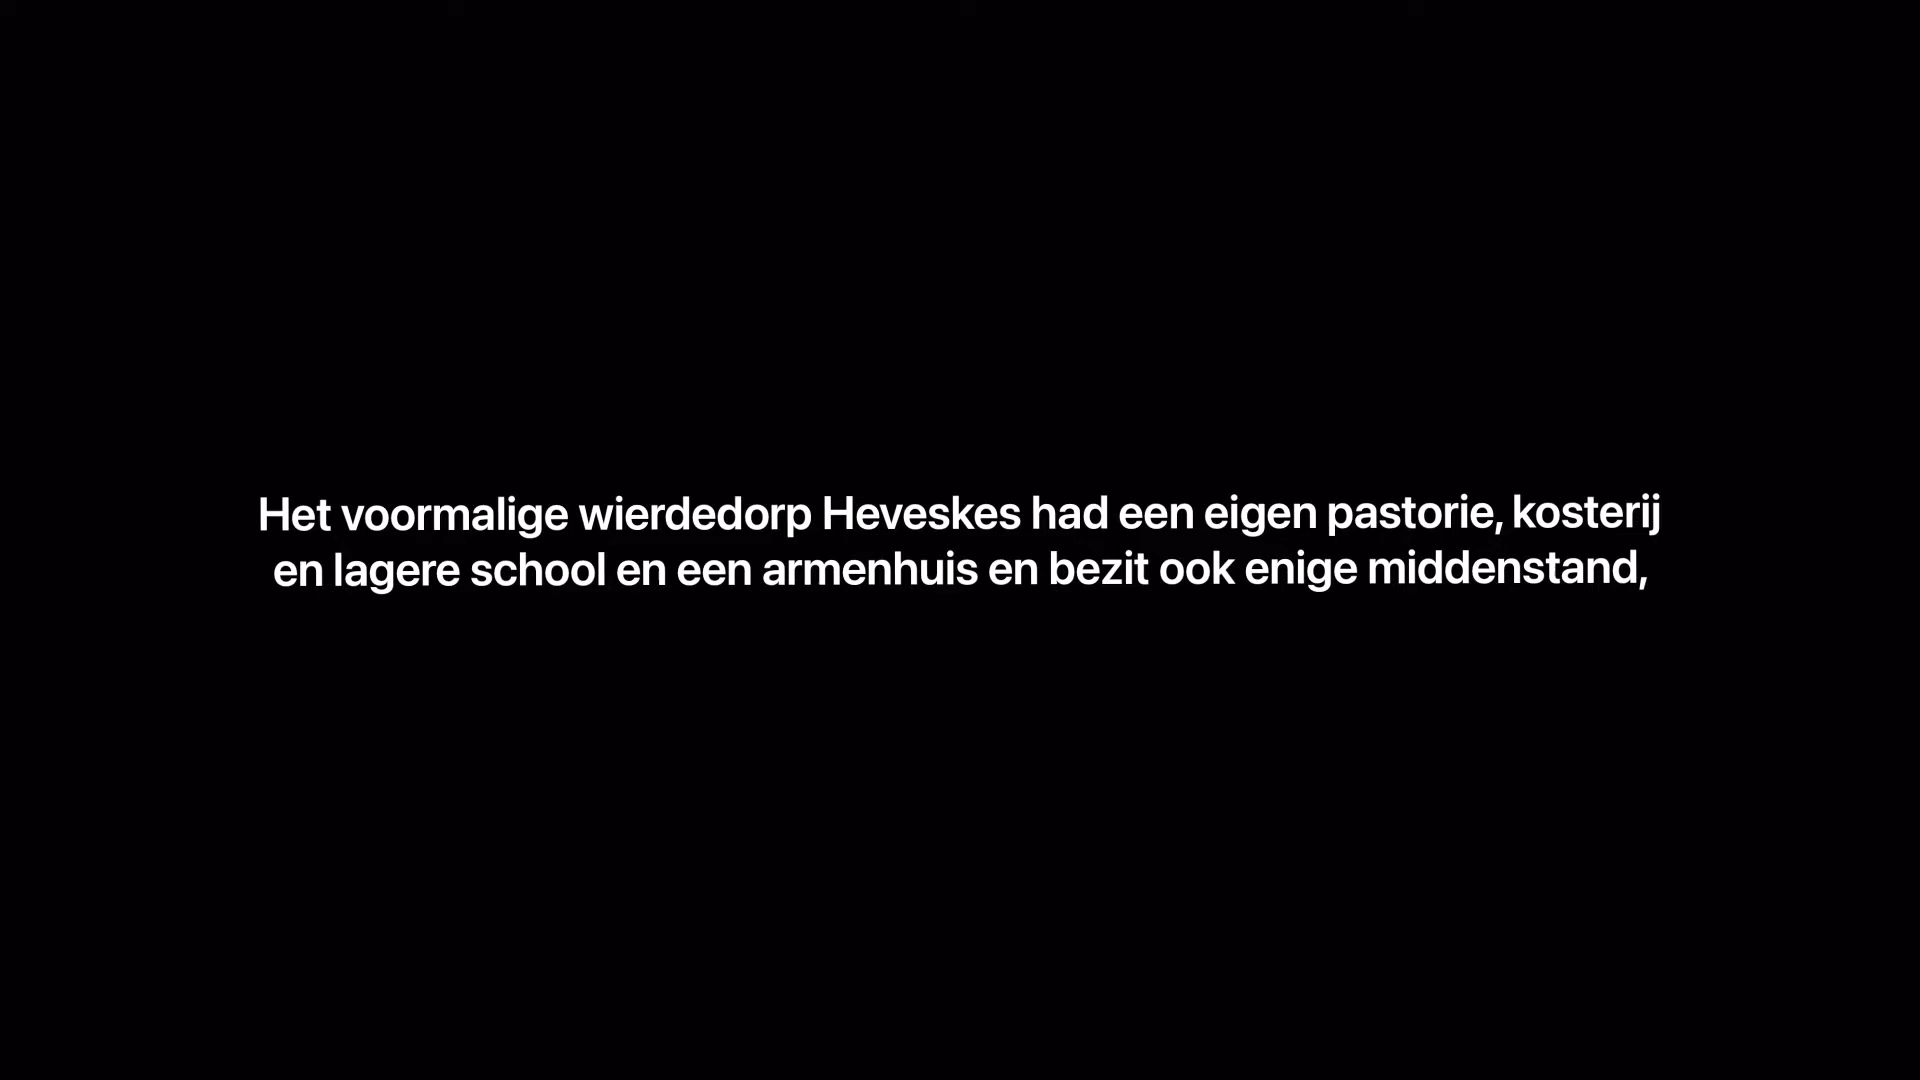 Het voormalige wierdedorp Heveskes had een eigen pastorie, kosterij
en lagere school en een armenhuis en bezit ook enige middenstand,